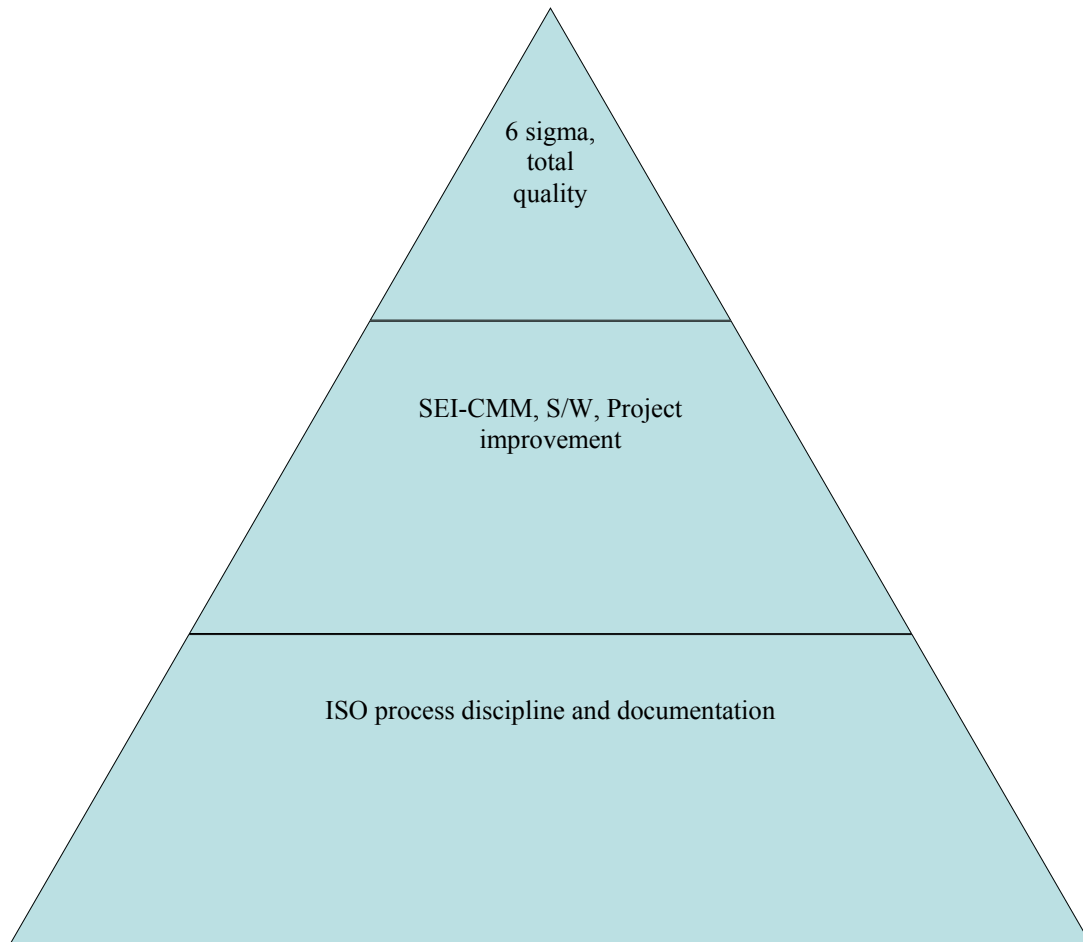 6 sigma,
total
quality
SEI-CMM, S/W, Project
improvement
ISO process discipline and documentation